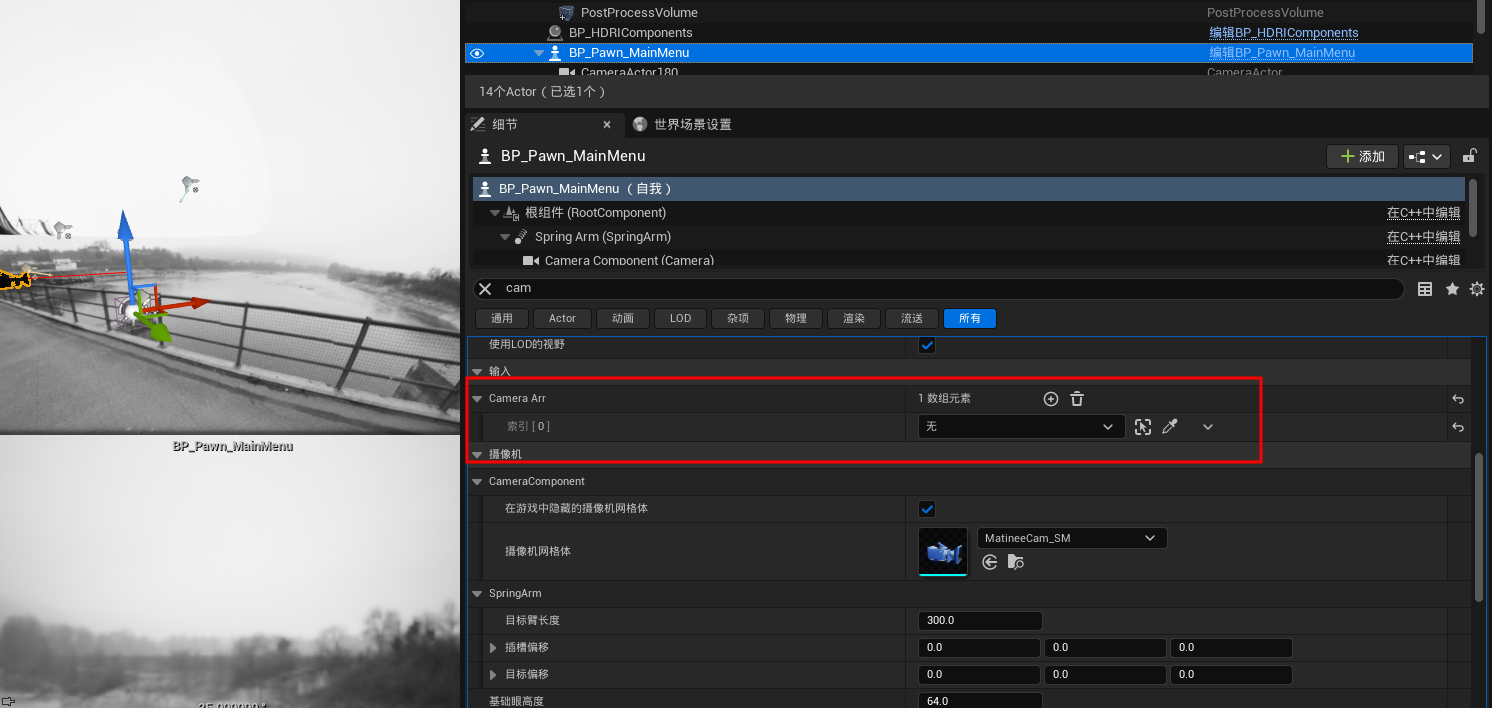 PostProcessVolume PostProcessVolume
BP_HDRIComponents 编辑BP_HDRIComponents
BP_Pawn_MainMenu 编辑BP_Pawn_MainMenu
CameraActor180 CameraActor
14个Actor（已选1个）
细节 世界场景设置
BP_Pawn_MainMenu 添加
BP_Pawn_MainMenu （自我）
根组件 (RootComponent) 在C++中编辑
Spring Arm (SpringArm) 在C++中编辑
Camera Component (Camera) 在C++中编辑
cam
通用 Actor 动画 LOD 杂项 物理 渲染 流送 所有
使用LOD的视野
输入
Camera Arr 1 数组元素
索引 [ 0 ] 无
摄像机
CameraComponent
在游戏中隐藏的摄像机网格体
摄像机网格体 MatineeCam_SM
SpringArm
目标臂长度 300.0
插槽偏移 0.0 0.0 0.0
目标偏移 0.0 0.0 0.0
基础眼高度 64.0
BP_Pawn_MainMenu